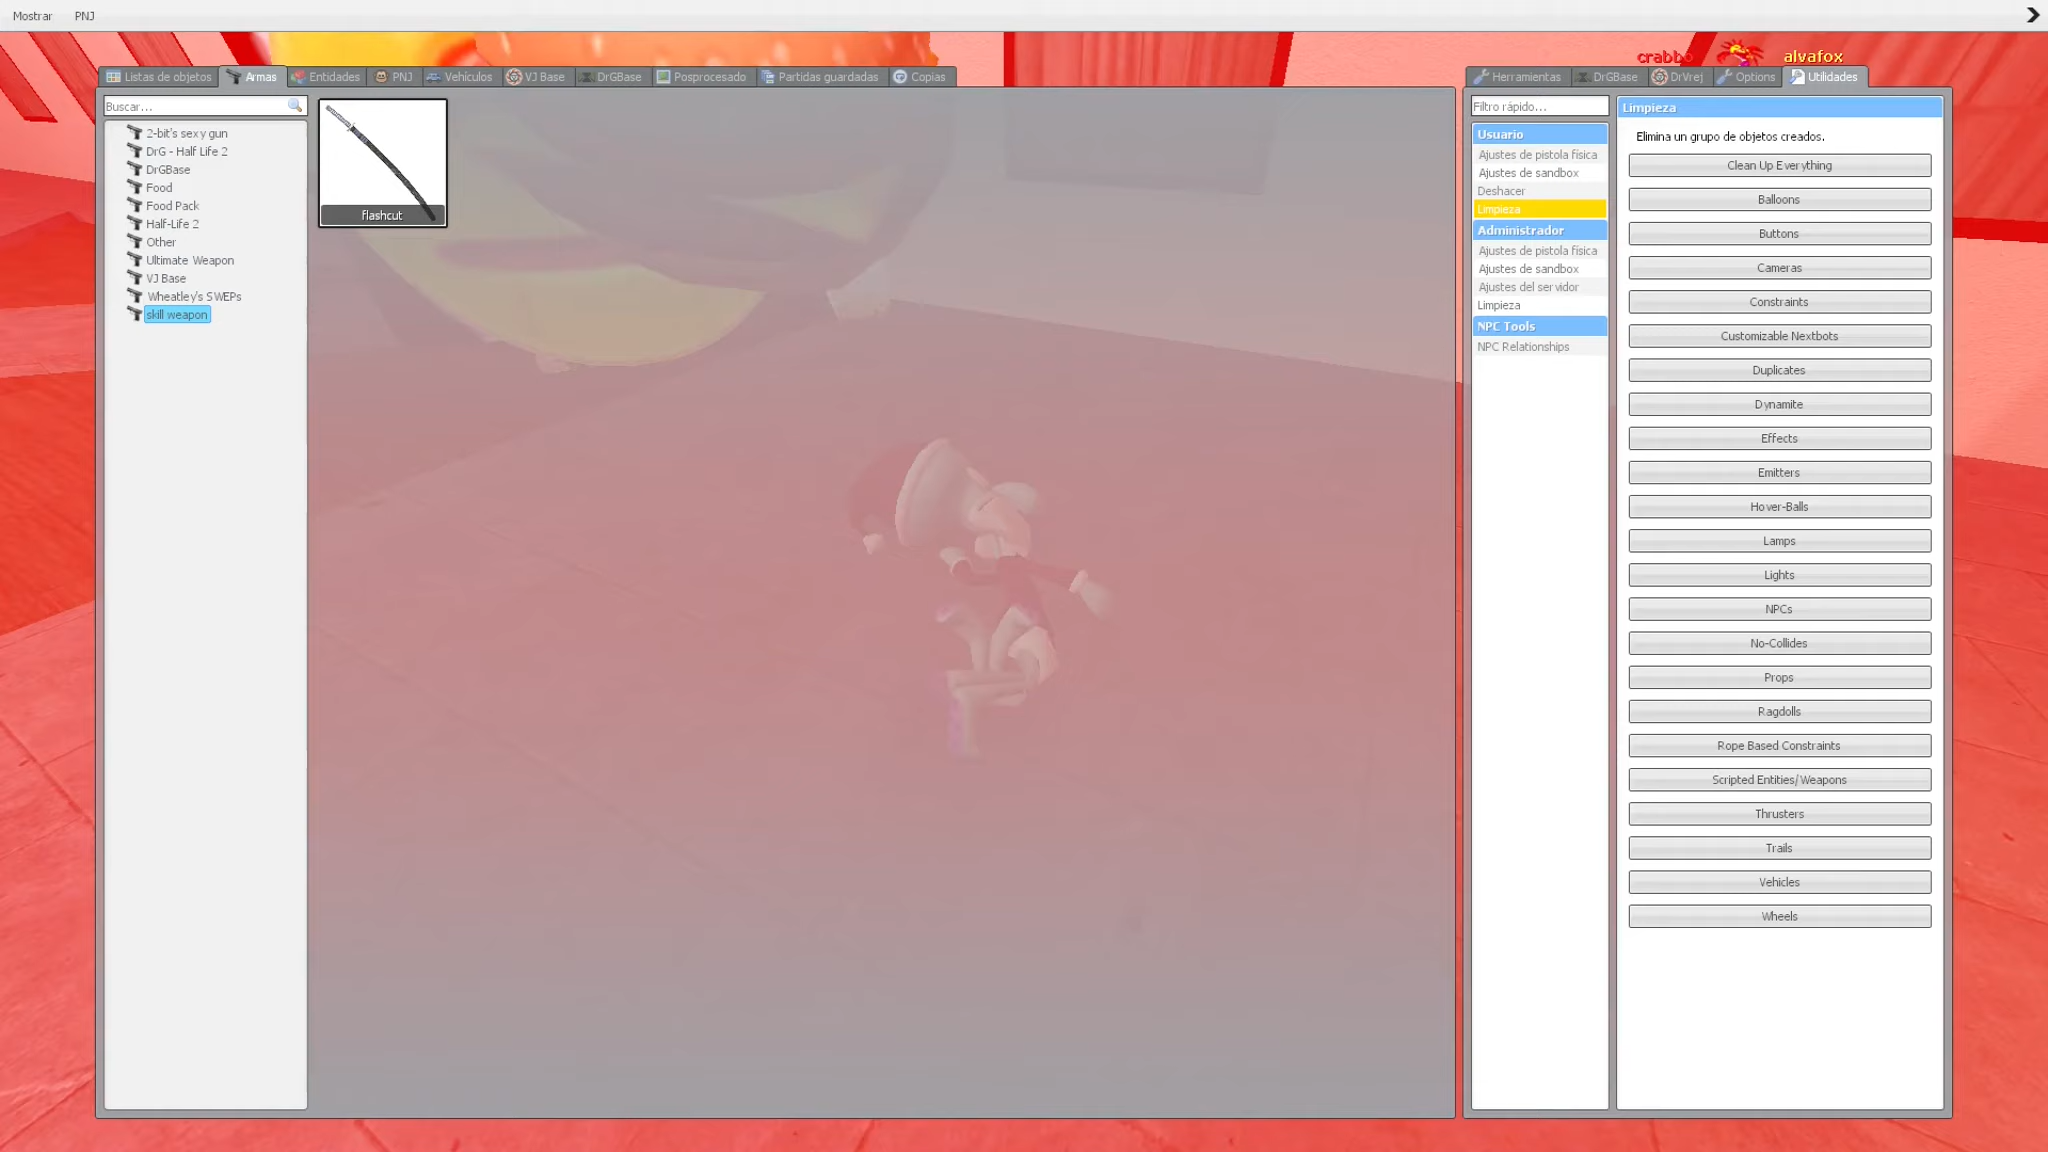 Mostrar PNJ
crabbo alvafox
Listas de objetos Armas Entidades PNJ Vehículos VJ Base DrGBase Posprocesado Partidas guardadas Copias
Buscar...
2-bit's sexy gun
DrG - Half Life 2
DrGBase
Food
Food Pack
Half-Life 2
Other
Ultimate Weapon
VJ Base
Wheatley's SWEPs
skill weapon
flashcut
Herramientas DrGBase DrVrej Options Utilidades
Filtro rápido...
Usuario
Ajustes de pistola física
Ajustes de sandbox
Deshacer
Limpieza
Administrador
Ajustes de pistola física
Ajustes de sandbox
Ajustes del servidor
Limpieza
NPC Tools
NPC Relationships
Limpieza
Elimina un grupo de objetos creados.
Clean Up Everything
Balloons
Buttons
Cameras
Constraints
Customizable Nextbots
Duplicates
Dynamite
Effects
Emitters
Hover-Balls
Lamps
Lights
NPCs
No-Collides
Props
Ragdolls
Rope Based Constraints
Scripted Entities/Weapons
Thrusters
Trails
Vehicles
Wheels